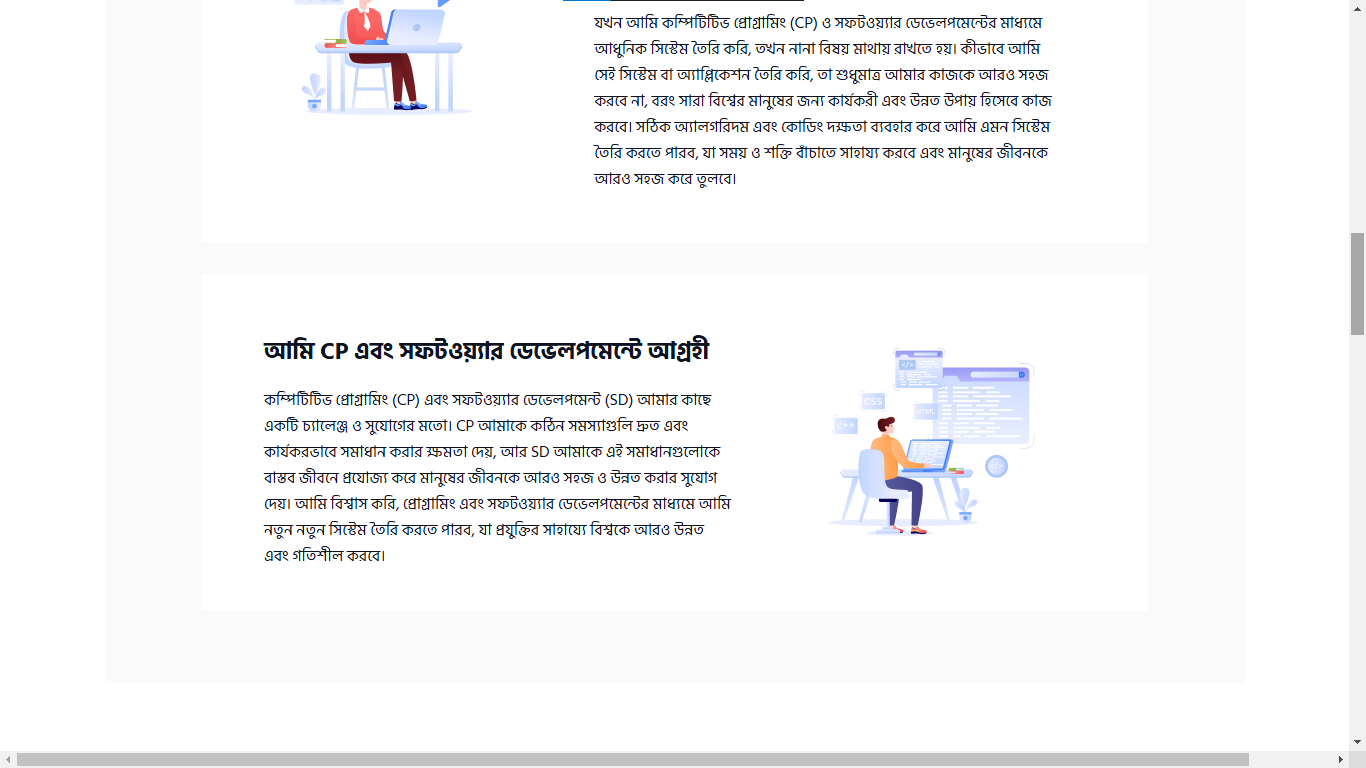 যখন আমি কম্পিটিটিভ প্রোগ্রামিং (CP) ও সফটওয়্যার ডেভেলপমেন্টের মাধ্যমে
আধুনিক সিস্টেম তৈরি করি, তখন নানা বিষয় মাথায় রাখতে হয়। কীভাবে আমি
সেই সিস্টেম বা অ্যাপ্লিকেশন তৈরি করি, তা শুধুমাত্র আমার কাজকে আরও সহজ
করবে না, বরং সারা বিশ্বের মানুষের জন্য কার্যকরী এবং উন্নত উপায় হিসেবে কাজ
করবে। সঠিক অ্যালগরিদম এবং কোডিং দক্ষতা ব্যবহার করে আমি এমন সিস্টেম
তৈরি করতে পারব, যা সময় ও শক্তি বাঁচাতে সাহায্য করবে এবং মানুষের জীবনকে
আরও সহজ করে তুলবে।
আমি CP এবং সফটওয়্যার ডেভেলপমেন্টে আগ্রহী
কম্পিটিটিভ প্রোগ্রামিং (CP) এবং সফটওয়্যার ডেভেলপমেন্ট (SD) আমার কাছে
একটি চ্যালেঞ্জ ও সুযোগের মতো। CP আমাকে কঠিন সমস্যাগুলি দ্রুত এবং
কার্যকরভাবে সমাধান করার ক্ষমতা দেয়, আর SD আমাকে এই সমাধানগুলোকে
বাস্তব জীবনে প্রযোজ্য করে মানুষের জীবনকে আরও সহজ ও উন্নত করার সুযোগ
দেয়। আমি বিশ্বাস করি, প্রোগ্রামিং এবং সফটওয়্যার ডেভেলপমেন্টের মাধ্যমে আমি
নতুন নতুন সিস্টেম তৈরি করতে পারব, যা প্রযুক্তির সাহায্যে বিশ্বকে আরও উন্নত
এবং গতিশীল করবে।
</>
CSS
HTML
C++
</>